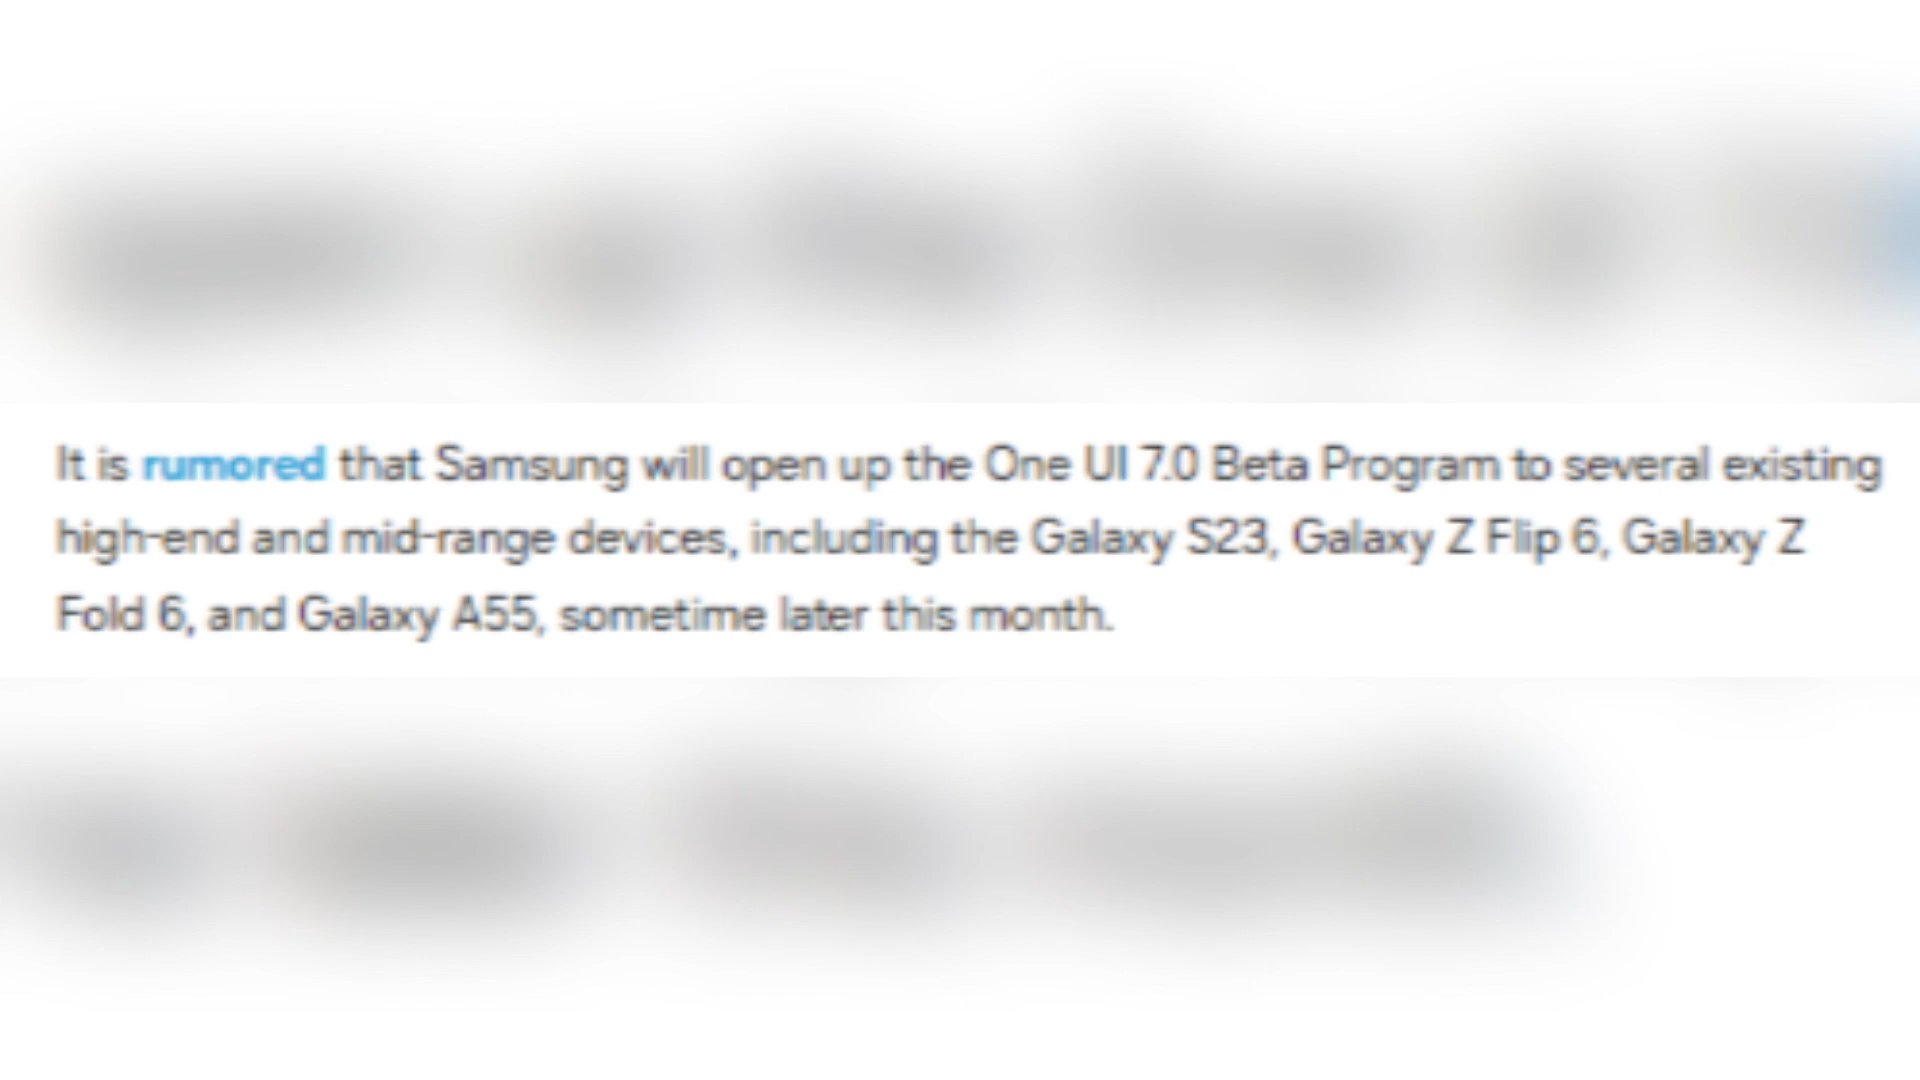 It is rumored that Samsung will open up the One UI 7.0 Beta Program to several existing
high-end and mid-range devices, including the Galaxy S23, Galaxy Z Flip 6, Galaxy Z
Fold 6, and Galaxy A55, sometime later this month.